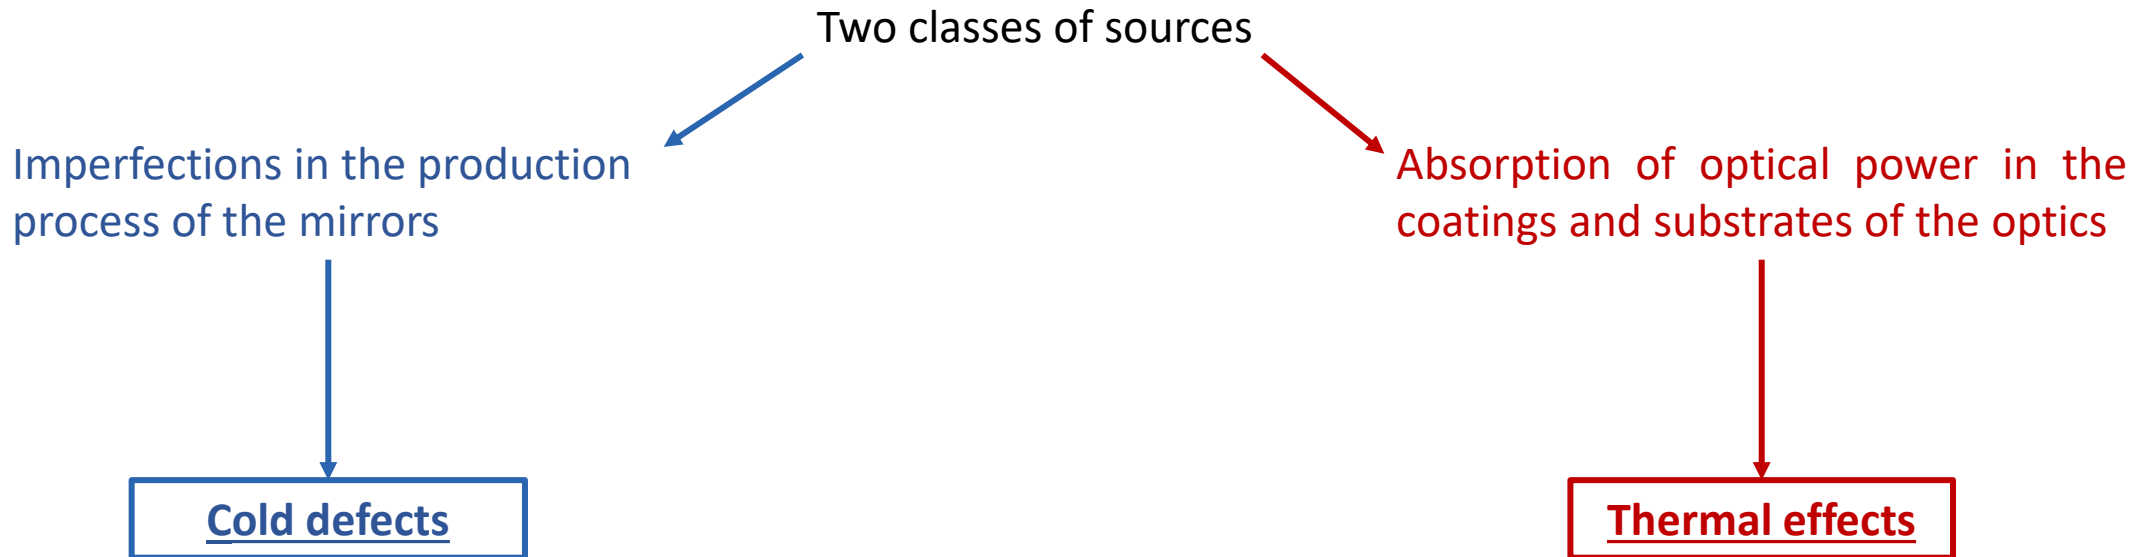 Two classes of sources
Imperfections in the production
process of the mirrors
Absorption of optical power in the
coatings and substrates of the optics
Cold defects
Thermal effects